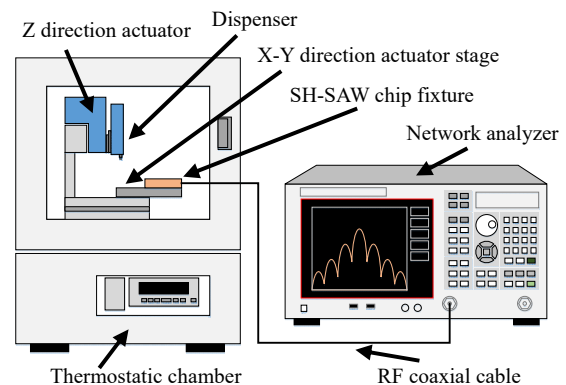 Dispenser
Z direction actuator
X-Y direction actuator stage
SH-SAW chip fixture
Network analyzer
Thermostatic chamber
RF coaxial cable